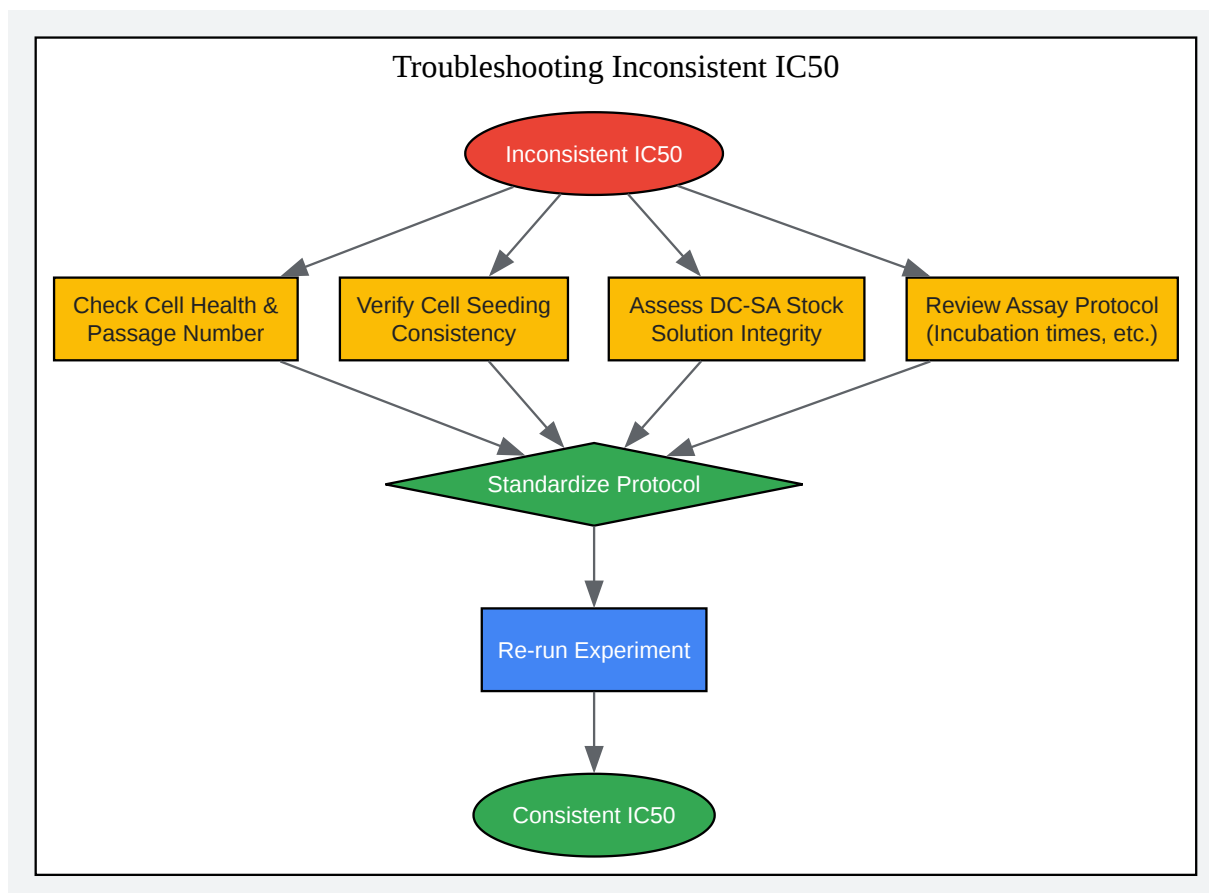 Troubleshooting Inconsistent IC50
Inconsistent IC50
Check Cell Health &
Passage Number
Verify Cell Seeding
Consistency
Assess DC-SA Stock
Solution Integrity
Review Assay Protocol
(Incubation times, etc.)
Standardize Protocol
Re-run Experiment
Consistent IC50